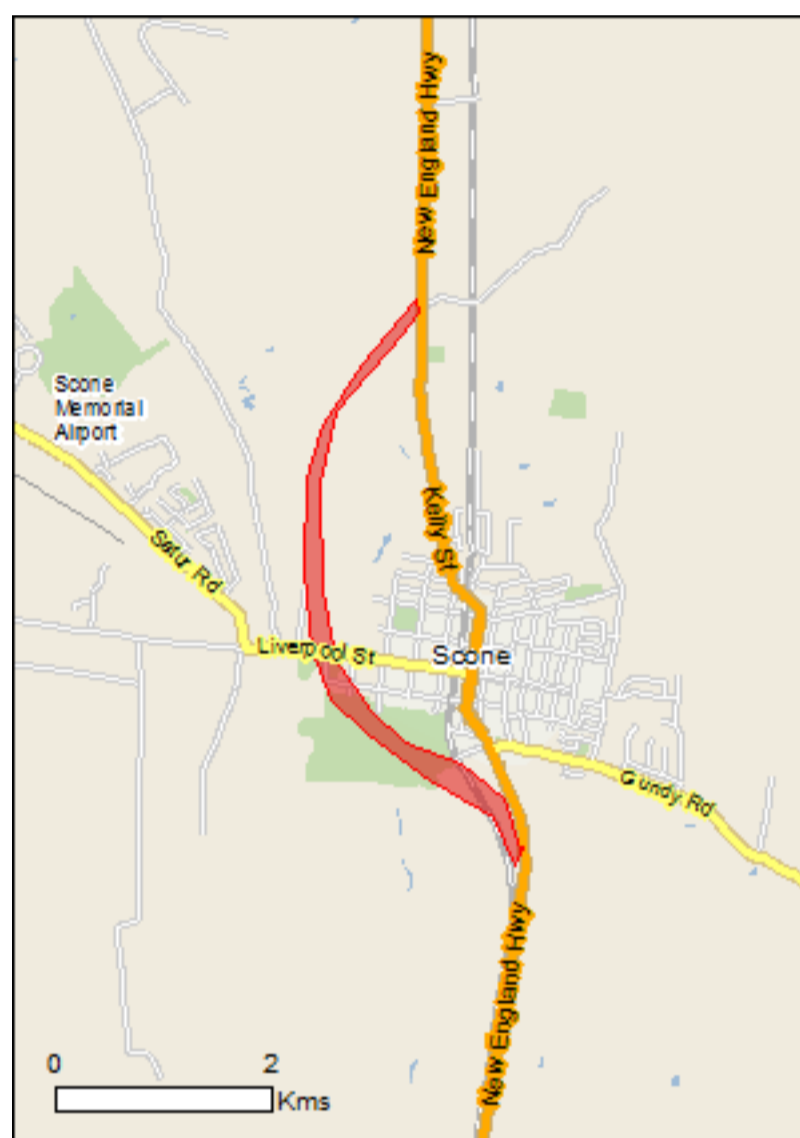 New England Hwy
Scone
Memorial
Airport
Kelly St
Satur Rd
Liverpool St
Scone
Gundy Rd
New England Hwy
0 2
Kms